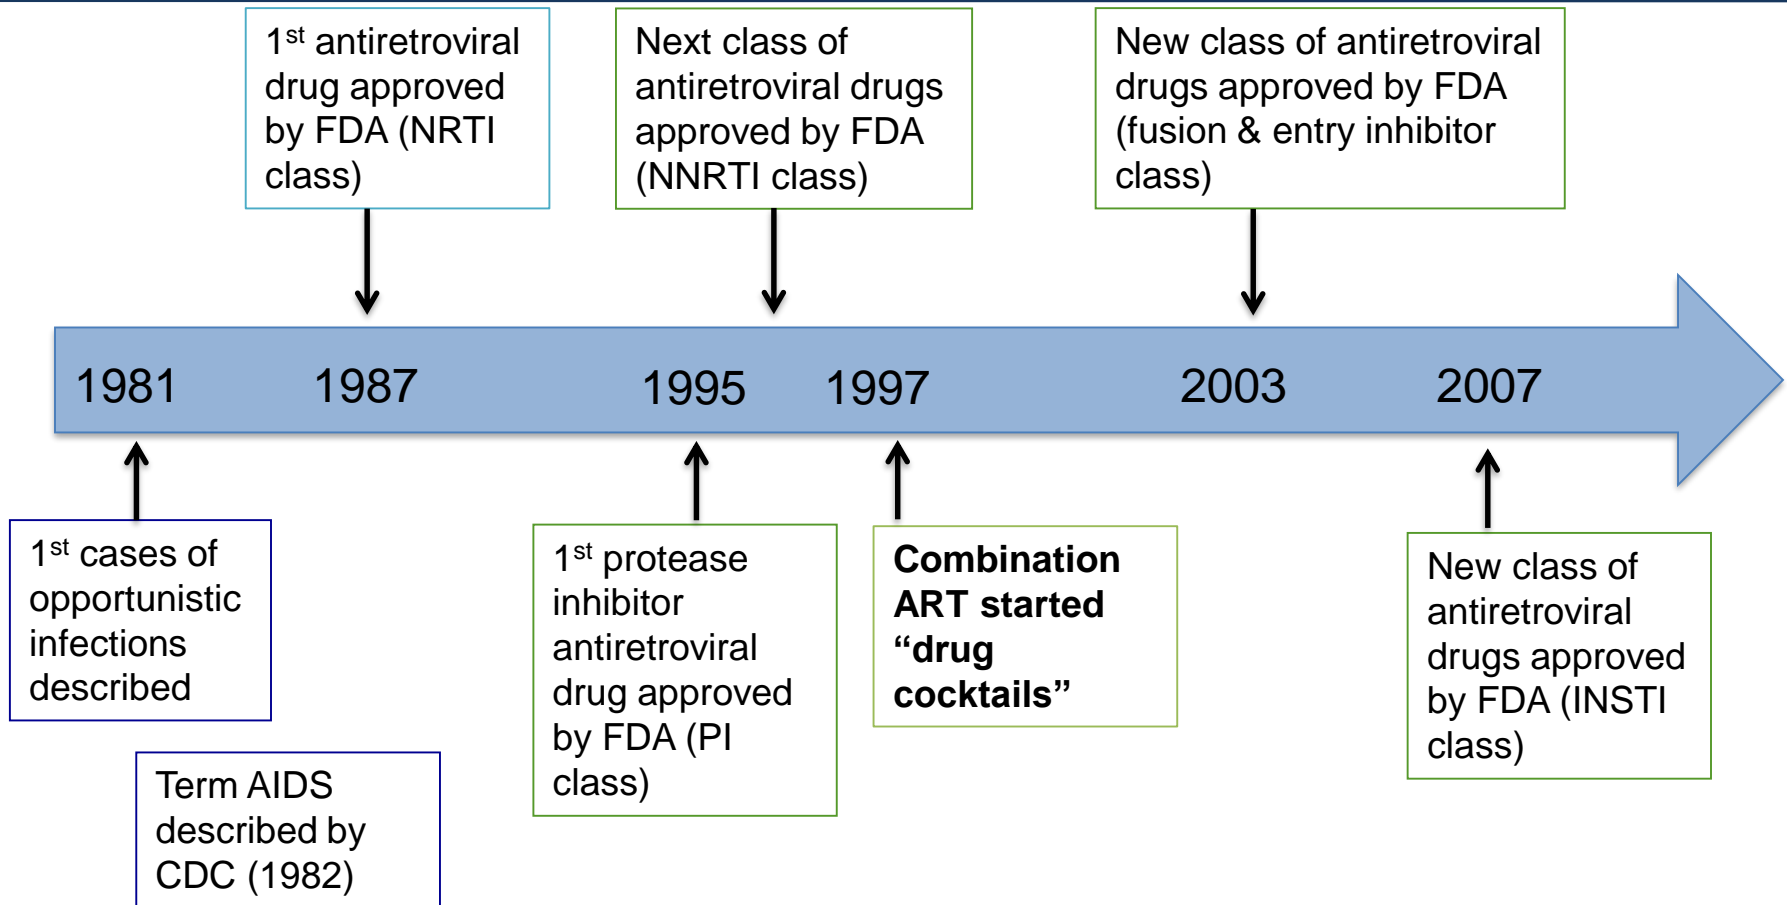 1st antiretroviral
drug approved
by FDA (NRTI
class)
Next class of
antiretroviral drugs
approved by FDA
(NNRTI class)
New class of antiretroviral
drugs approved by FDA
(fusion & entry inhibitor
class)
1981
1987
1995
1997
2003
2007
1st cases of
opportunistic
infections
described
Term AIDS
described by
CDC (1982)
1st protease
inhibitor
antiretroviral
drug approved
by FDA (PI
class)
Combination
ART started
“drug
cocktails”
New class of
antiretroviral
drugs approved
by FDA (INSTI
class)